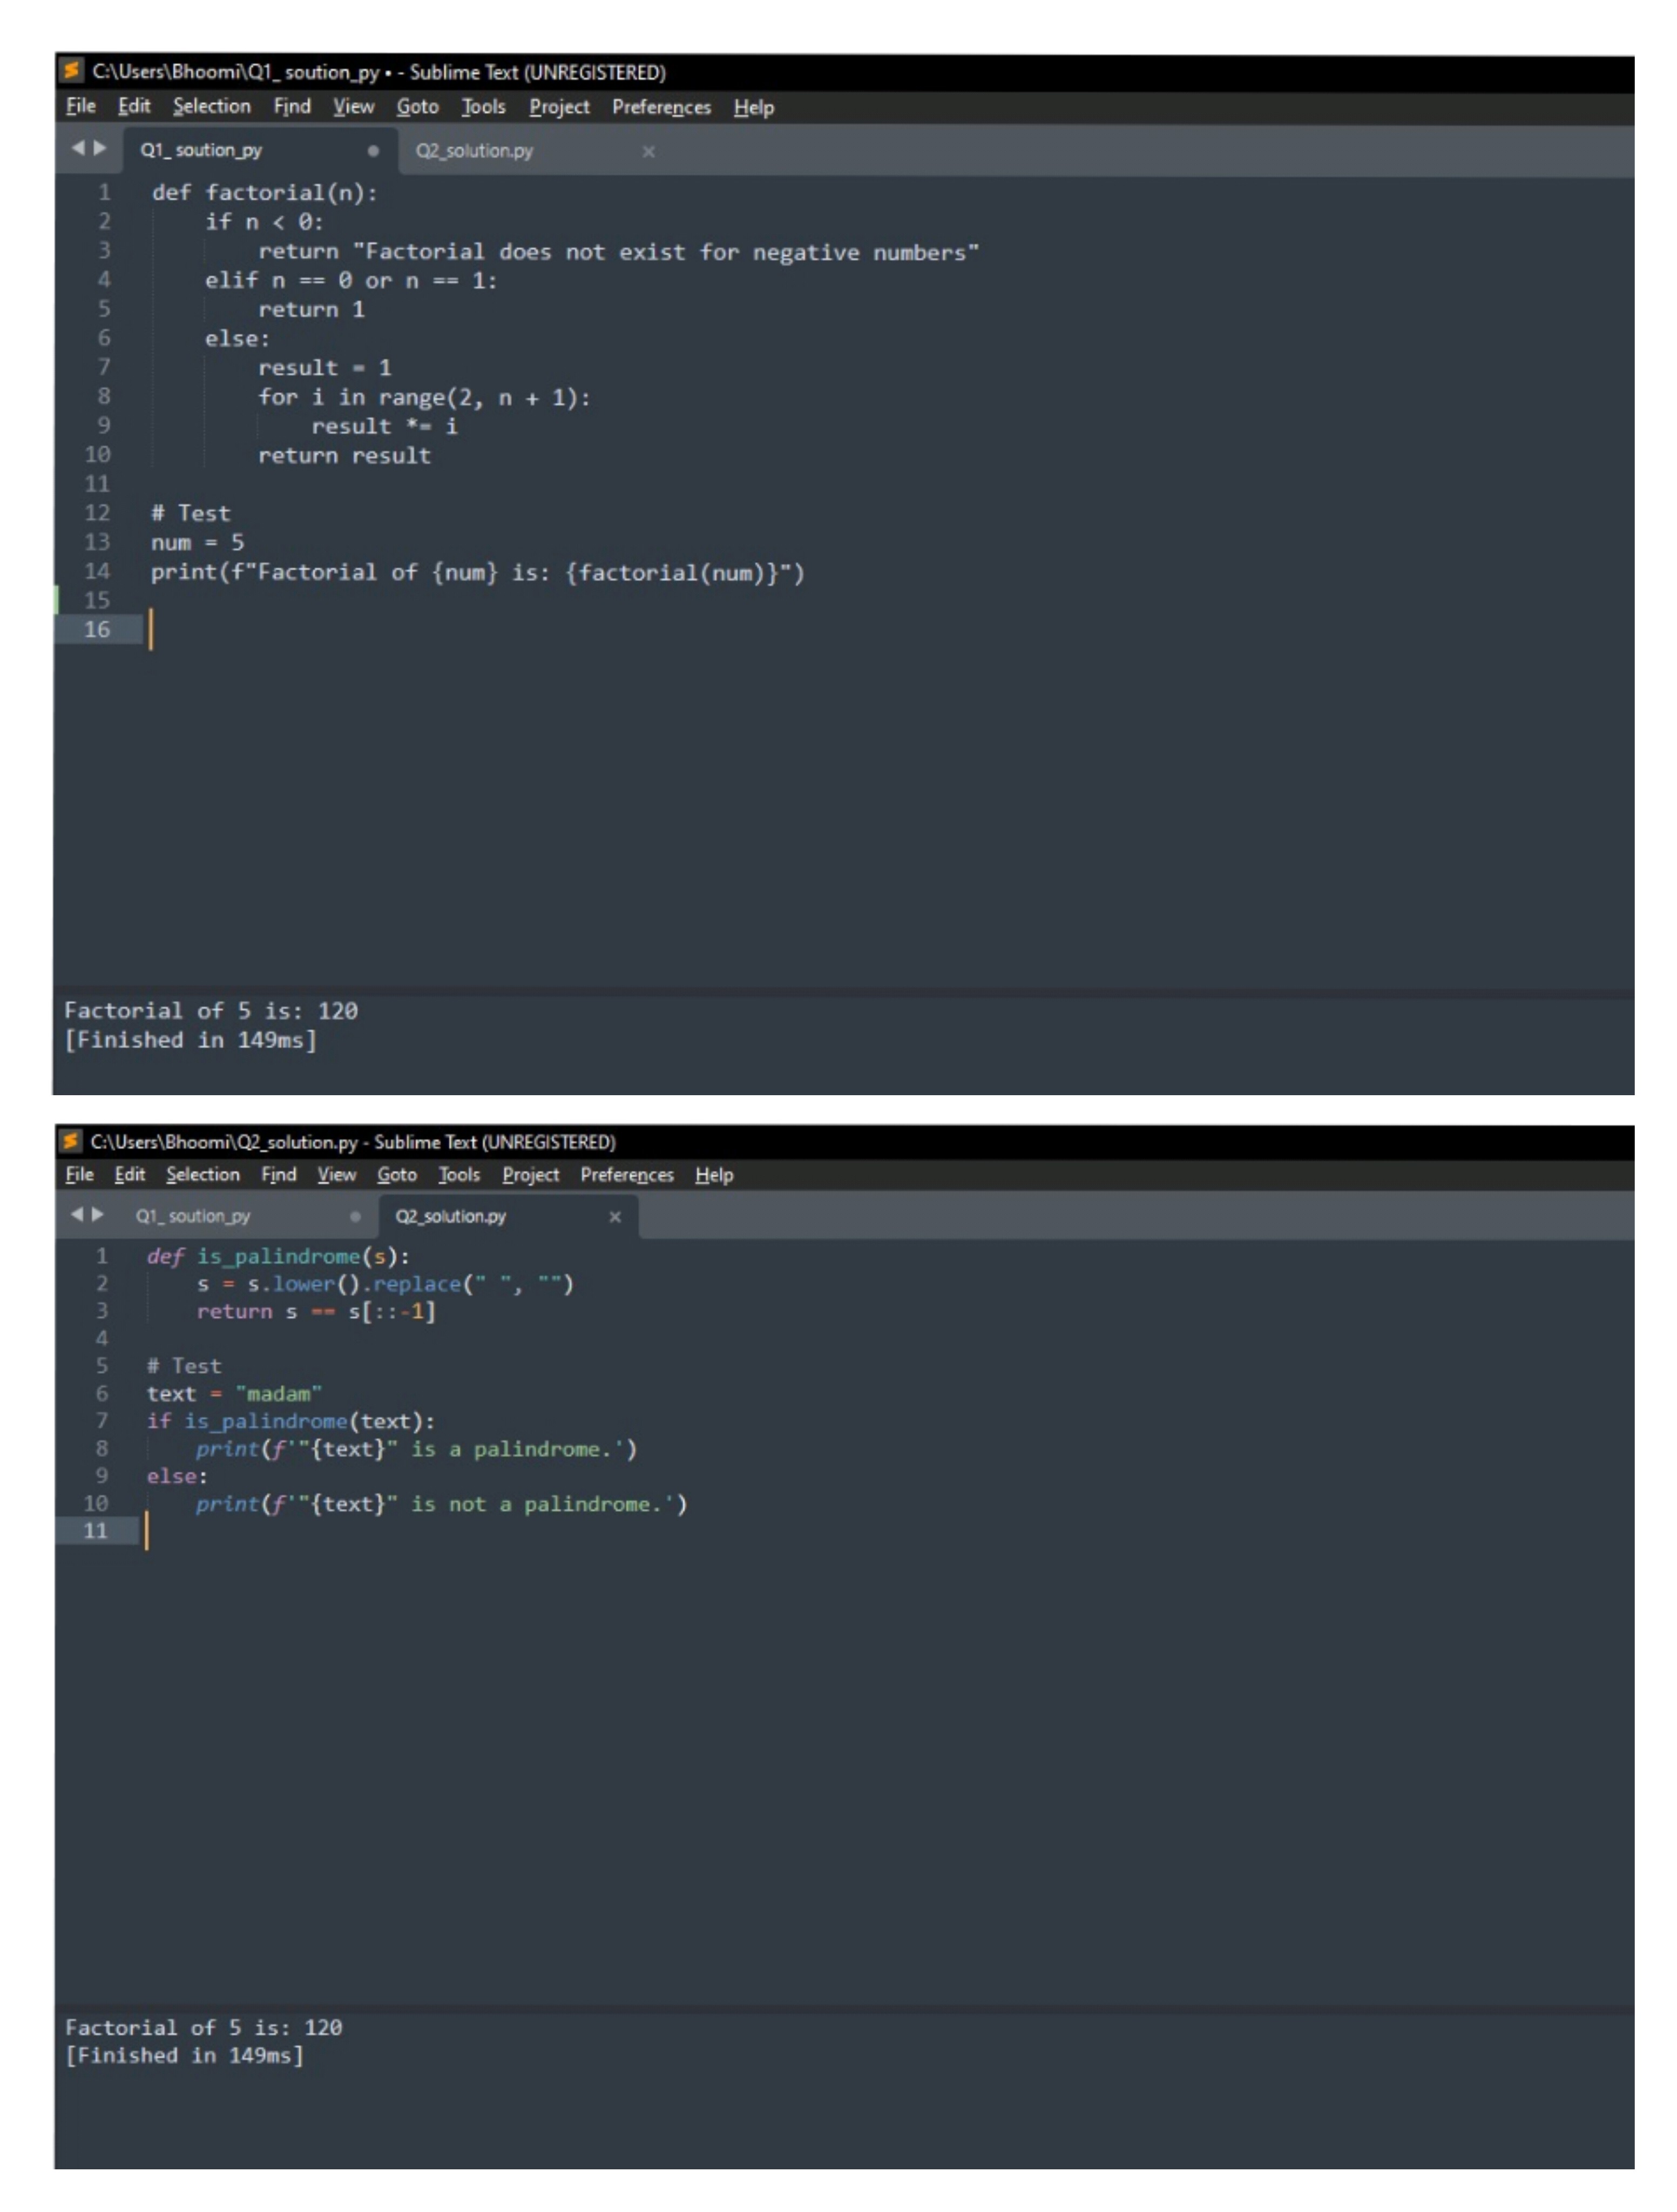 C:\Users\Bhoomi\Q1_ soution_py • - Sublime Text (UNREGISTERED)
File Edit Selection Find View Goto Tools Project Preferences Help
Q1_ soution_py Q2_solution.py
1 def factorial(n):
2     if n < 0:
3         return "Factorial does not exist for negative numbers"
4     elif n == 0 or n == 1:
5         return 1
6     else:
7         result = 1
8         for i in range(2, n + 1):
9             result *= i
10         return result
11
12 # Test
13 num = 5
14 print(f"Factorial of {num} is: {factorial(num)}")
15
16
Factorial of 5 is: 120
[Finished in 149ms]
C:\Users\Bhoomi\Q2_solution.py - Sublime Text (UNREGISTERED)
File Edit Selection Find View Goto Tools Project Preferences Help
Q1_ soution_py Q2_solution.py
1 def is_palindrome(s):
2     s = s.lower().replace(" ", "")
3     return s == s[::-1]
4
5 # Test
6 text = "madam"
7 if is_palindrome(text):
8     print(f'"{text}" is a palindrome.')
9 else:
10     print(f'"{text}" is not a palindrome.')
11
Factorial of 5 is: 120
[Finished in 149ms]